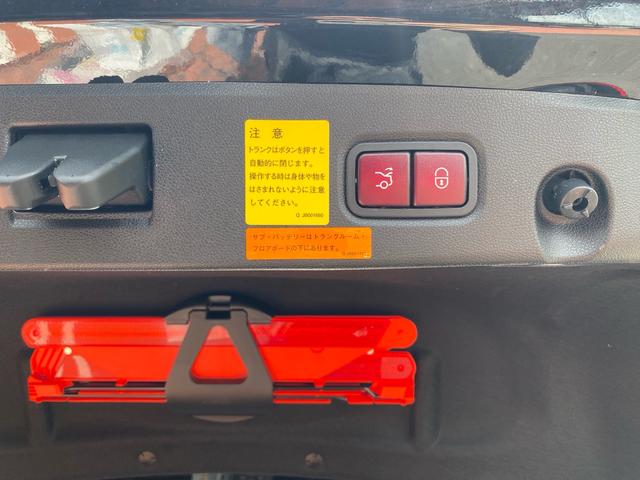 注 意
トランクはボタンを押すと
自動的に閉じます。
操作する時は身体や物を
はさまれないように注意
してください。
サブ・バッテリーはトランクルーム・
フロアボードの下にあります。